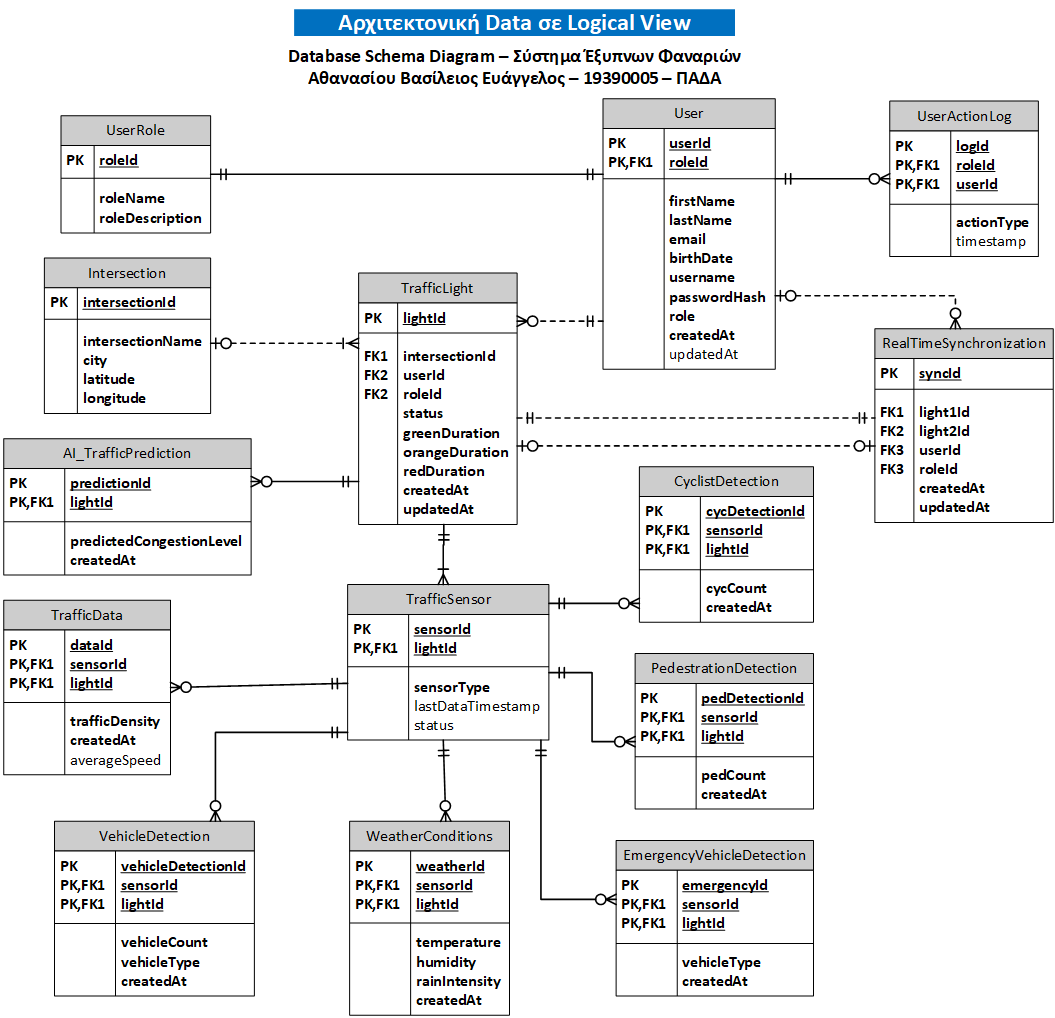 Αρχιτεκτονική Data σε Logical View
Database Schema Diagram – Σύστημα Έξυπνων Φαναριών
Αθανασίου Βασίλειος Ευάγγελος – 19390005 – ΠΑΔΑ
UserRole
PK roleId
roleName
roleDescription
User
PK userId
PK,FK1 roleId
firstName
lastName
email
birthDate
username
passwordHash
role
createdAt
updatedAt
UserActionLog
PK logId
PK,FK1 roleId
PK,FK1 userId
actionType
timestamp
Intersection
PK intersectionId
intersectionName
city
latitude
longitude
TrafficLight
PK lightId
FK1 intersectionId
FK2 userId
FK2 roleId
status
greenDuration
orangeDuration
redDuration
createdAt
updatedAt
RealTimeSynchronization
PK syncId
FK1 light1Id
FK2 light2Id
FK3 userId
FK3 roleId
createdAt
updatedAt
AI_TrafficPrediction
PK predictionId
PK,FK1 lightId
predictedCongestionLevel
createdAt
CyclistDetection
PK cycDetectionId
PK,FK1 sensorId
PK,FK1 lightId
cycCount
createdAt
TrafficData
PK dataId
PK,FK1 sensorId
PK,FK1 lightId
trafficDensity
createdAt
averageSpeed
TrafficSensor
PK sensorId
PK,FK1 lightId
sensorType
lastDataTimestamp
status
PedestrationDetection
PK pedDetectionId
PK,FK1 sensorId
PK,FK1 lightId
pedCount
createdAt
VehicleDetection
PK vehicleDetectionId
PK,FK1 sensorId
PK,FK1 lightId
vehicleCount
vehicleType
createdAt
WeatherConditions
PK weatherId
PK,FK1 sensorId
PK,FK1 lightId
temperature
humidity
rainIntensity
createdAt
EmergencyVehicleDetection
PK emergencyId
PK,FK1 sensorId
PK,FK1 lightId
vehicleType
createdAt